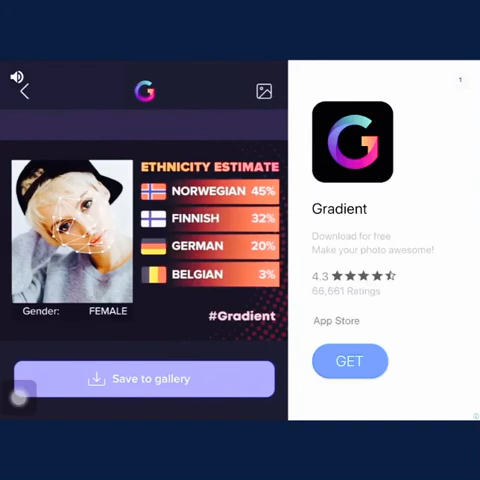 ETHNICITY ESTIMATE
NORWEGIAN 45%
FINNISH 32%
GERMAN 20%
BELGIAN 3%
Gender: FEMALE
#Gradient
Save to gallery
1
G
Gradient
Download for free
Make your photo awesome!
4.3
66,661 Ratings
App Store
GET